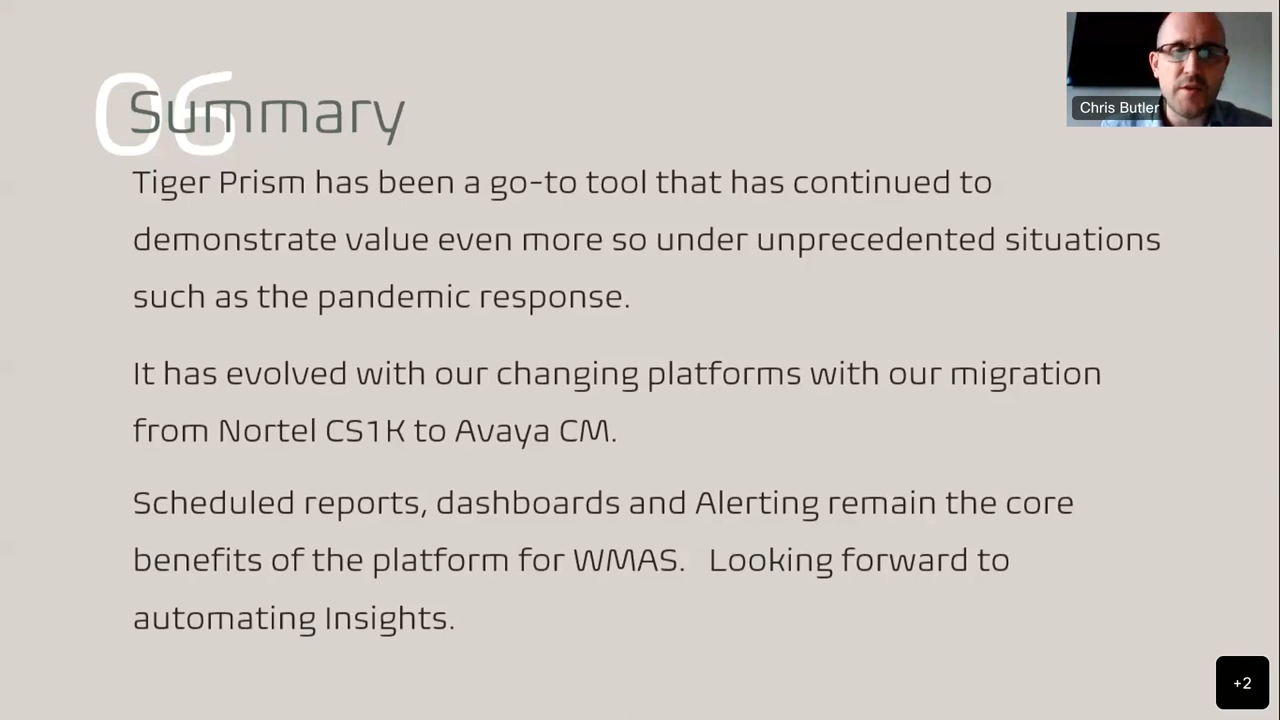 06
Summary
Chris Butler
Tiger Prism has been a go-to tool that has continued to
demonstrate value even more so under unprecedented situations
such as the pandemic response.
It has evolved with our changing platforms with our migration
from Nortel CS1K to Avaya CM.
Scheduled reports, dashboards and Alerting remain the core
benefits of the platform for WMAS.   Looking forward to
automating Insights.
+2